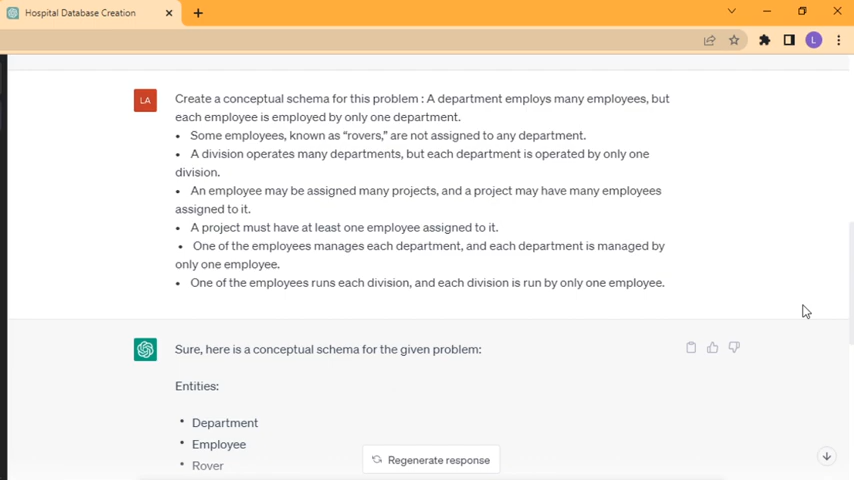 Hospital Database Creation
L
LA
Create a conceptual schema for this problem : A department employs many employees, but
each employee is employed by only one department.
• Some employees, known as “rovers,” are not assigned to any department.
• A division operates many departments, but each department is operated by only one
division.
• An employee may be assigned many projects, and a project may have many employees
assigned to it.
• A project must have at least one employee assigned to it.
• One of the employees manages each department, and each department is managed by
only one employee.
• One of the employees runs each division, and each division is run by only one employee.
Sure, here is a conceptual schema for the given problem:
Entities:
• Department
• Employee
• Rover
Regenerate response